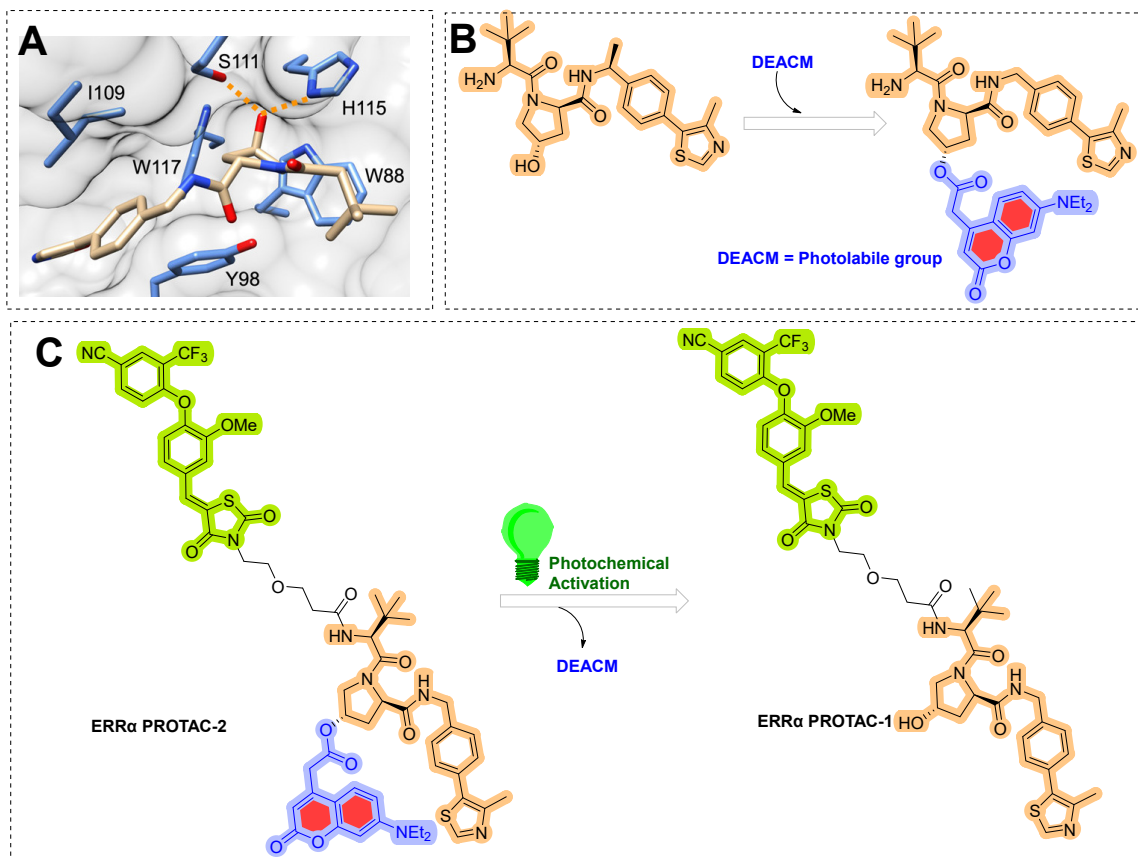 A
S111
I109
H115
W117
W88
Y98
B
H2N
O
N
HN
O
HO
S
N
DEACM
H2N
O
N
HN
O
O
O
S
N
NEt2
O
O
DEACM = Photolabile group
C
NC
CF3
O
OMe
S
O
O
N
O
O
HN
O
N
H
N
O
O
O
S
N
O
O
NEt2
ERRα PROTAC-2
Photochemical
Activation
DEACM
NC
CF3
O
OMe
S
O
O
N
O
O
HN
O
N
H
N
HO
O
S
N
ERRα PROTAC-1